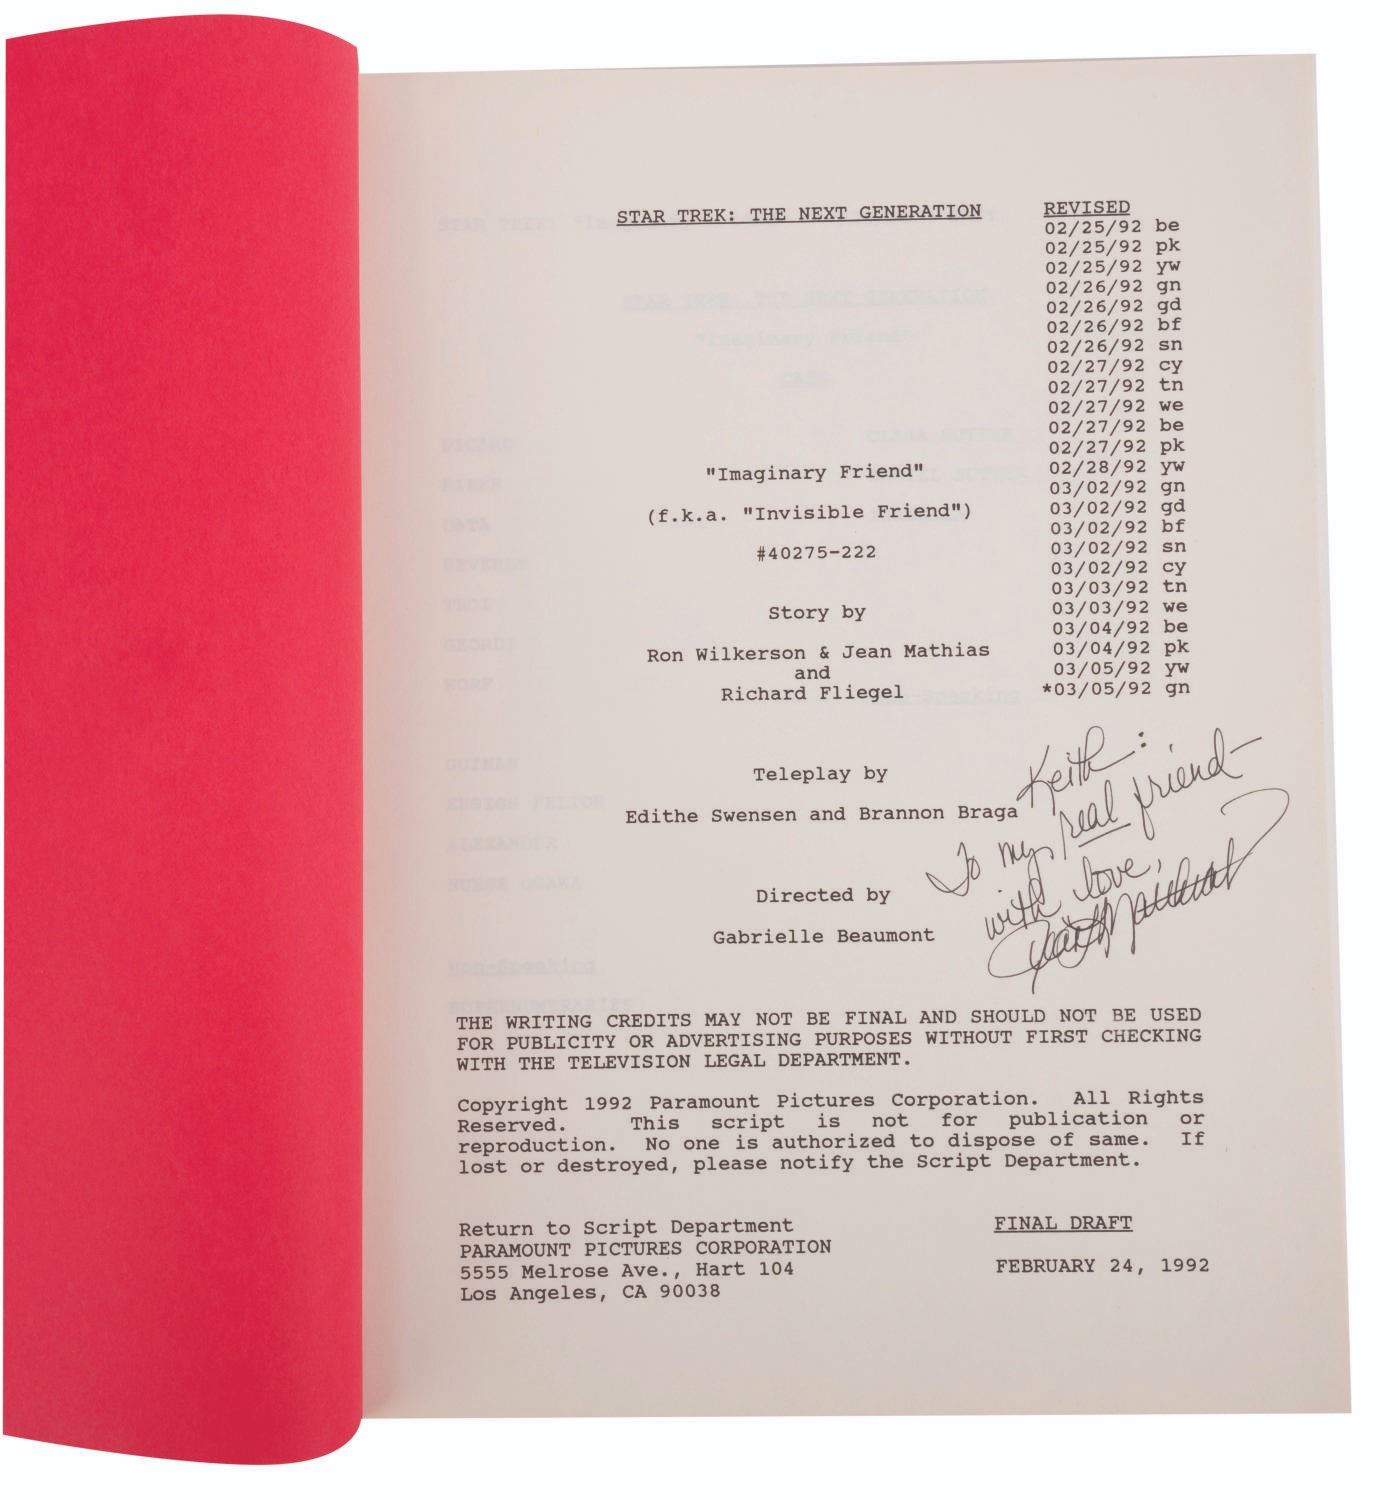 STAR TREK: THE NEXT GENERATION
REVISED
02/25/92 be
02/25/92 pk
02/25/92 yw
02/26/92 gn
02/26/92 gd
02/26/92 bf
02/26/92 sn
02/27/92 cy
02/27/92 tn
02/27/92 we
02/27/92 be
02/27/92 pk
02/28/92 yw
03/02/92 gn
03/02/92 gd
03/02/92 bf
03/02/92 sn
03/02/92 cy
03/03/92 tn
03/03/92 we
03/04/92 be
03/04/92 pk
03/05/92 yw
*03/05/92 gn
"Imaginary Friend"
(f.k.a. "Invisible Friend")
#40275-222
Story by
Ron Wilkerson & Jean Mathias
and
Richard Fliegel
Teleplay by
Edithe Swensen and Brannon Braga
Directed by
Gabrielle Beaumont
Keith:
To my real friend-
with love,
THE WRITING CREDITS MAY NOT BE FINAL AND SHOULD NOT BE USED
FOR PUBLICITY OR ADVERTISING PURPOSES WITHOUT FIRST CHECKING
WITH THE TELEVISION LEGAL DEPARTMENT.
Copyright 1992 Paramount Pictures Corporation. All Rights
Reserved. This script is not for publication or
reproduction. No one is authorized to dispose of same. If
lost or destroyed, please notify the Script Department.
Return to Script Department
PARAMOUNT PICTURES CORPORATION
5555 Melrose Ave., Hart 104
Los Angeles, CA 90038
FINAL DRAFT
FEBRUARY 24, 1992